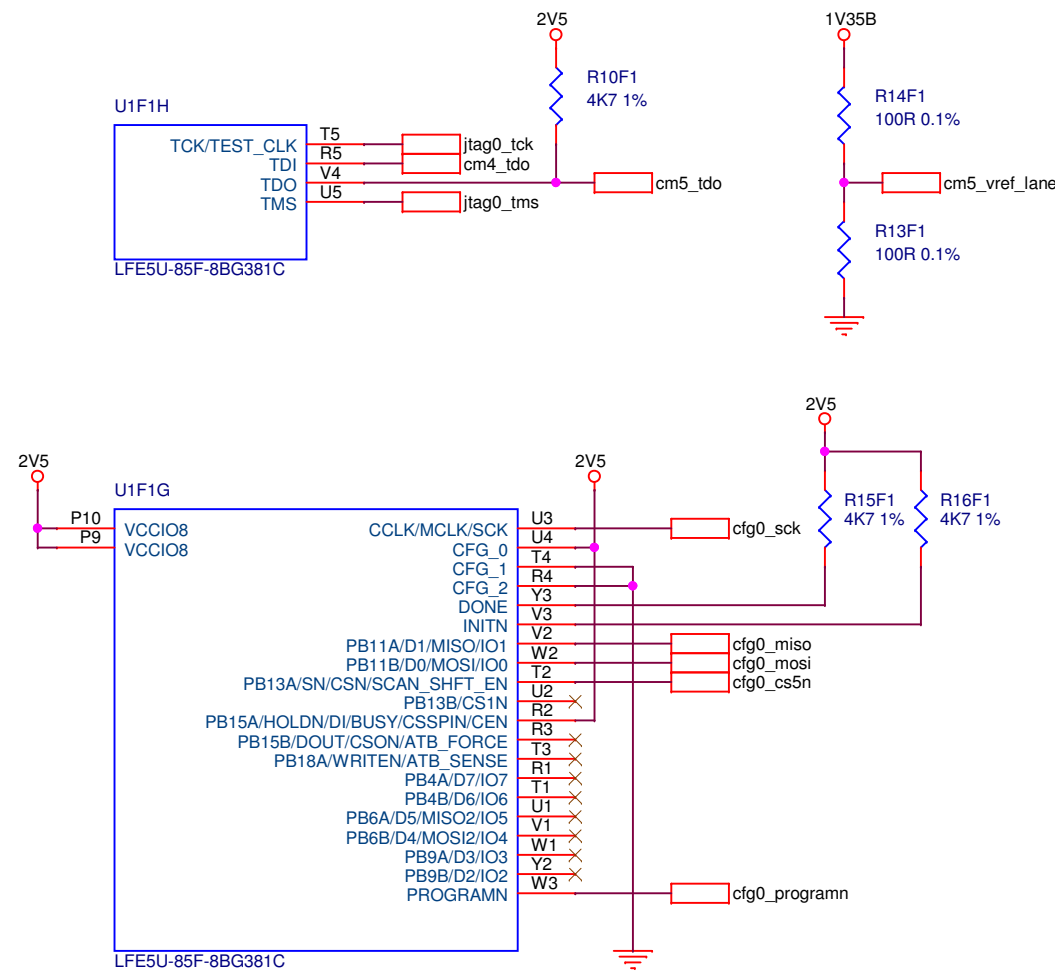 2V5
1V35B
R10F1
4K7 1%
R14F1
100R 0.1%
U1F1H
TCK/TEST_CLK T5 jtag0_tck
TDI R5 cm4_tdo
TDO V4 cm5_tdo
TMS U5 jtag0_tms
cm5_vref_lane
R13F1
100R 0.1%
LFE5U-85F-8BG381C
2V5
2V5
2V5
U1F1G
R15F1
4K7 1%
R16F1
4K7 1%
P10 VCCIO8
P9 VCCIO8
CCLK/MCLK/SCK U3 cfg0_sck
CFG_0 U4
CFG_1 T4
CFG_2 R4
DONE Y3
INITN V3
PB11A/D1/MISO/IO1 V2 cfg0_miso
PB11B/D0/MOSI/IO0 W2 cfg0_mosi
PB13A/SN/CSN/SCAN_SHFT_EN T2 cfg0_cs5n
PB13B/CS1N U2
PB15A/HOLDN/DI/BUSY/CSSPIN/CEN R2
PB15B/DOUT/CSON/ATB_FORCE R3
PB18A/WRITEN/ATB_SENSE T3
PB4A/D7/IO7 R1
PB4B/D6/IO6 T1
PB6A/D5/MISO2/IO5 U1
PB6B/D4/MOSI2/IO4 V1
PB9A/D3/IO3 W1
PB9B/D2/IO2 Y2
PROGRAMN W3 cfg0_programn
LFE5U-85F-8BG381C